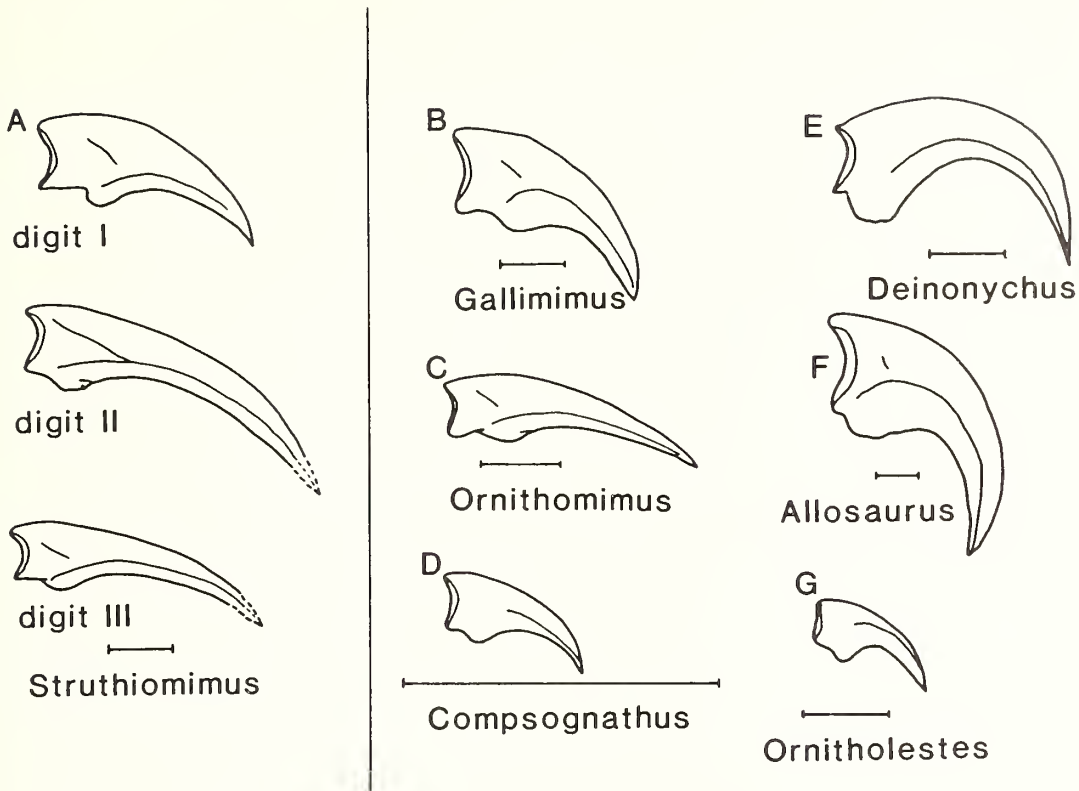 A
digit I
digit II
digit III
Struthiomimus
B
Gallimimus
C
Ornithomimus
D
Compsognathus
E
Deinonychus
F
Allosaurus
G
Ornitholestes